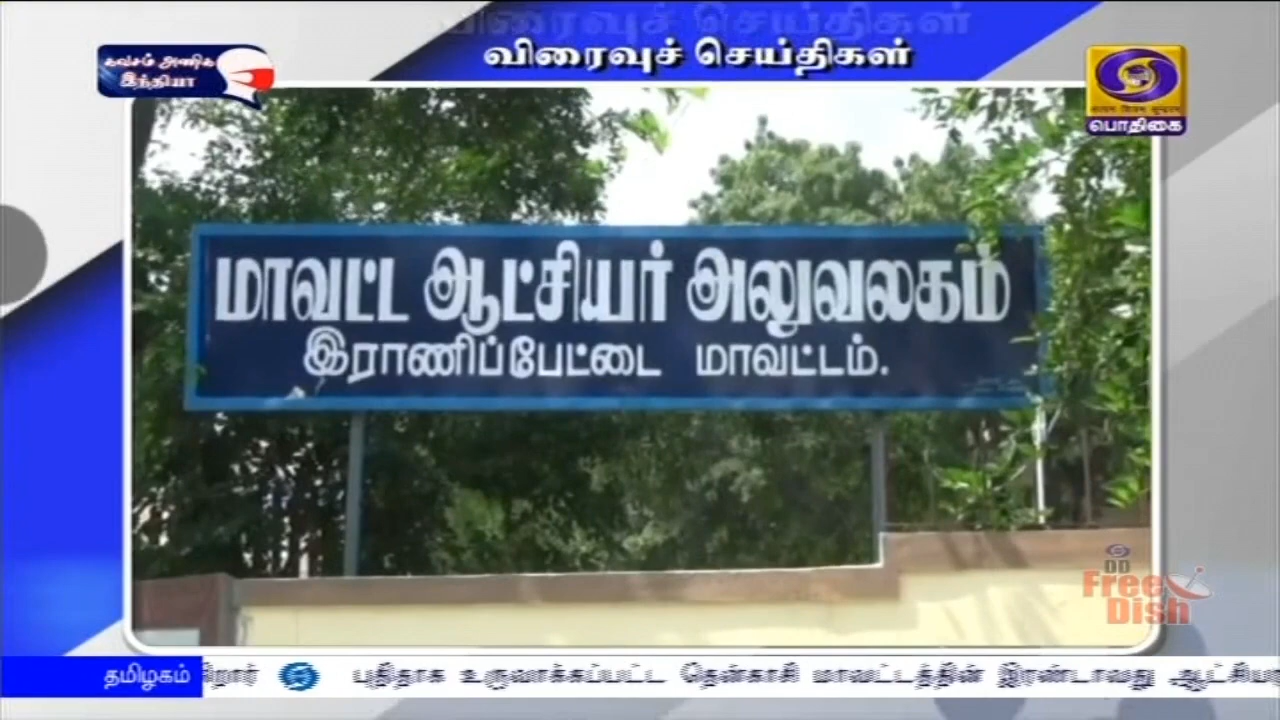 விரைவுச் செய்திகள்
விரைவுச் செய்திகள்
கவசம் அணிக
இந்தியா
பொதிகை
மாவட்ட ஆட்சியர் அலுவலகம்
இராணிப்பேட்டை மாவட்டம்.
DD
Free
Dish
தமிழகம் புதிதாக உருவாக்கப்பட்ட தென்காசி மாவட்டத்தின் இரண்டாவது